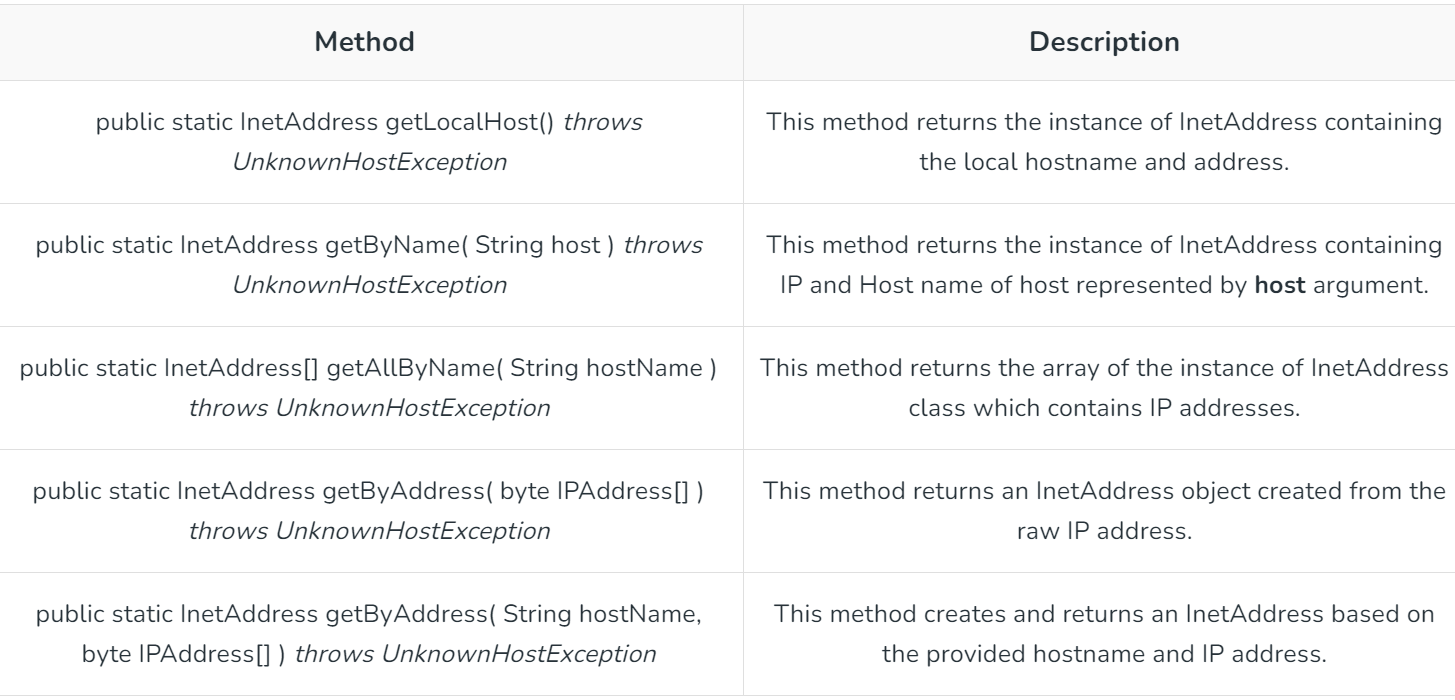 Method
Description
public static InetAddress getLocalHost() throws
UnknownHostException
This method returns the instance of InetAddress containing
the local hostname and address.
public static InetAddress getByName( String host ) throws
UnknownHostException
This method returns the instance of InetAddress containing
IP and Host name of host represented by host argument.
public static InetAddress[] getAllByName( String hostName )
throws UnknownHostException
This method returns the array of the instance of InetAddress
class which contains IP addresses.
public static InetAddress getByAddress( byte IPAddress[] )
throws UnknownHostException
This method returns an InetAddress object created from the
raw IP address.
public static InetAddress getByAddress( String hostName,
byte IPAddress[] ) throws UnknownHostException
This method creates and returns an InetAddress based on
the provided hostname and IP address.